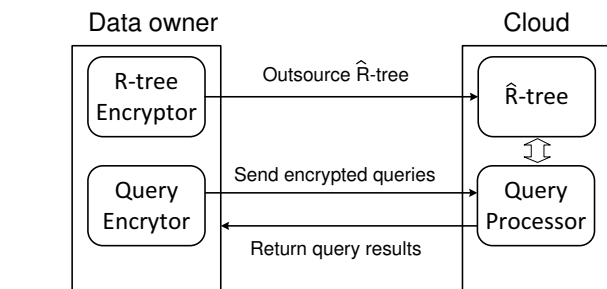 Data owner
Cloud
R-tree
Encryptor
Outsource R̂-tree
R̂-tree
Send encrypted queries
Query
Encrytor
Query
Processor
Return query results